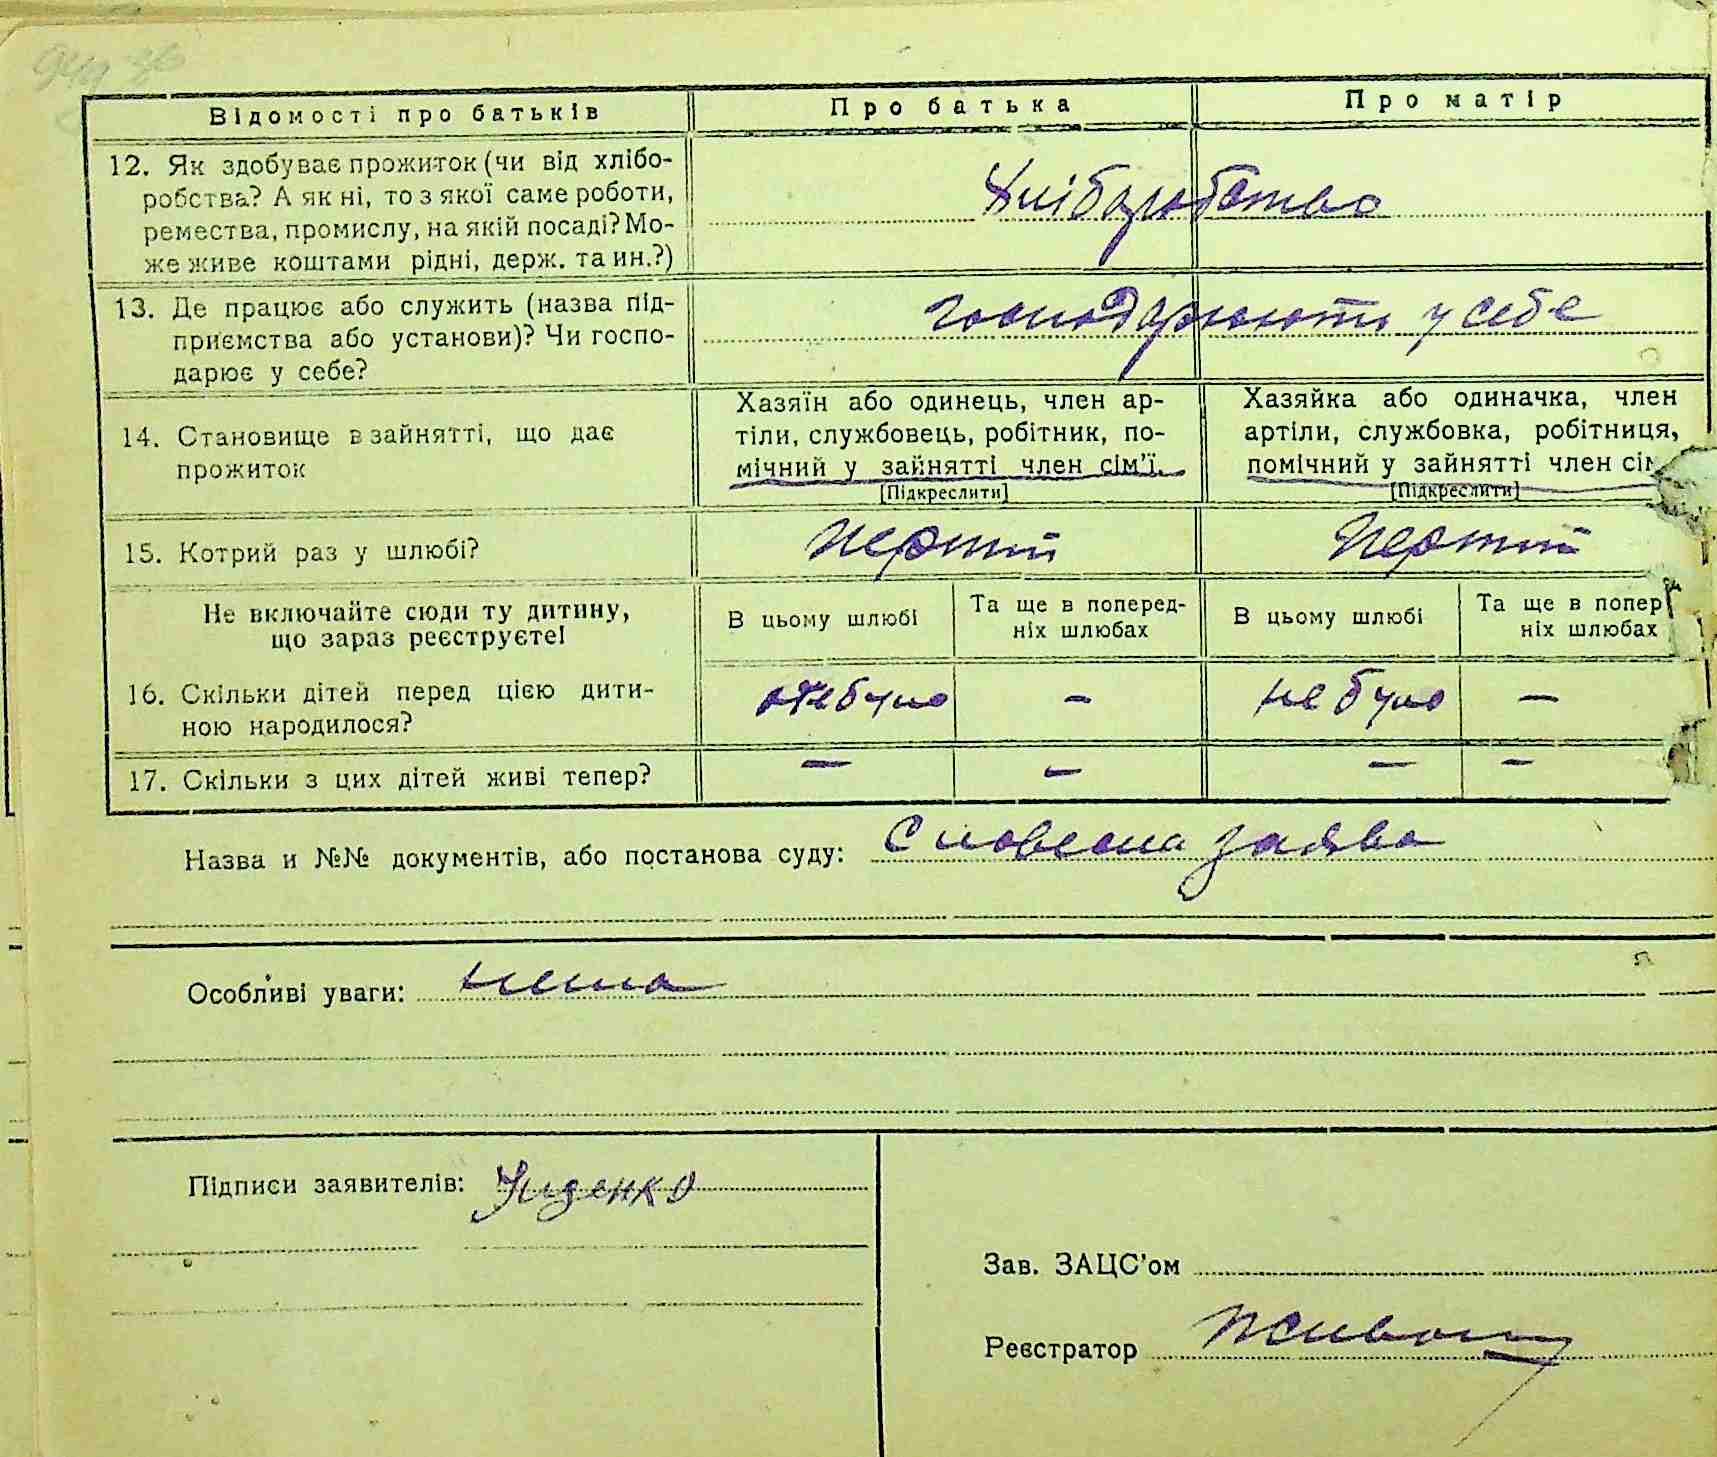 Відомості про батьків
Про батька
Про матір
12. Як здобуває прожиток (чи від хлібо-
робства? А як ні, то з якої саме роботи,
ремества, промислу, на якій посаді? Мо-
же живе коштами рідні, держ. та ин.?)
Хліборобство
13. Де працює або служить (назва під-
приємства або установи)? Чи госпо-
дарює у себе?
господарюють у себе
14. Становище в зайнятті, що дає
прожиток
Хазяїн або одинець, член ар-
тіли, службовець, робітник, по-
мічний у зайнятті член сім'ї.
[Підкреслити]
Хазяйка або одиначка, член
артіли, службовка, робітниця,
помічний у зайнятті член сім
[Підкреслити]
15. Котрий раз у шлюбі?
перший
перший
Не включайте сюди ту дитину,
що зараз реєструєте!
В цьому шлюбі
Та ще в поперед-
ніх шлюбах
В цьому шлюбі
Та ще в попер
ніх шлюбах
16. Скільки дітей перед цією дити-
ною народилося?
не було
–
не було
–
17. Скільки з цих дітей живі тепер?
–
–
–
–
Назва и №№ документів, або постанова суду: Словесна заява
Особливі уваги: нема
Підписи заявителів:
Зав. ЗАЦС'ом
Реєстратор